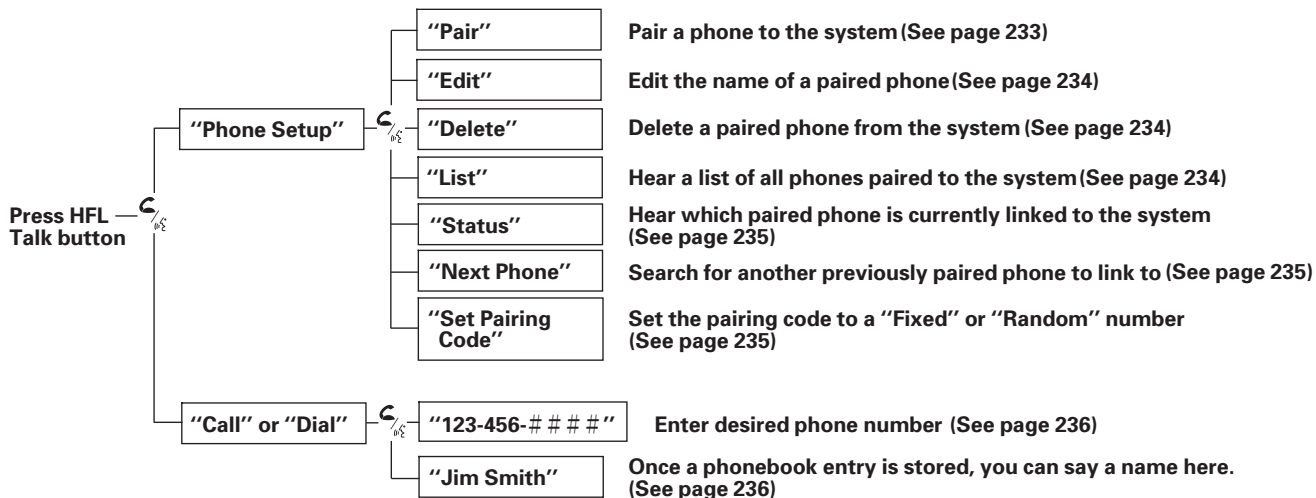 "Pair" Pair a phone to the system (See page 233)
"Edit" Edit the name of a paired phone (See page 234)
"Phone Setup" "Delete" Delete a paired phone from the system (See page 234)
"List" Hear a list of all phones paired to the system (See page 234)
Press HFL
Talk button
"Status" Hear which paired phone is currently linked to the system
(See page 235)
"Next Phone" Search for another previously paired phone to link to (See page 235)
"Set Pairing
Code"
Set the pairing code to a "Fixed" or "Random" number
(See page 235)
"Call" or "Dial" "123-456-####" Enter desired phone number (See page 236)
"Jim Smith" Once a phonebook entry is stored, you can say a name here.
(See page 236)